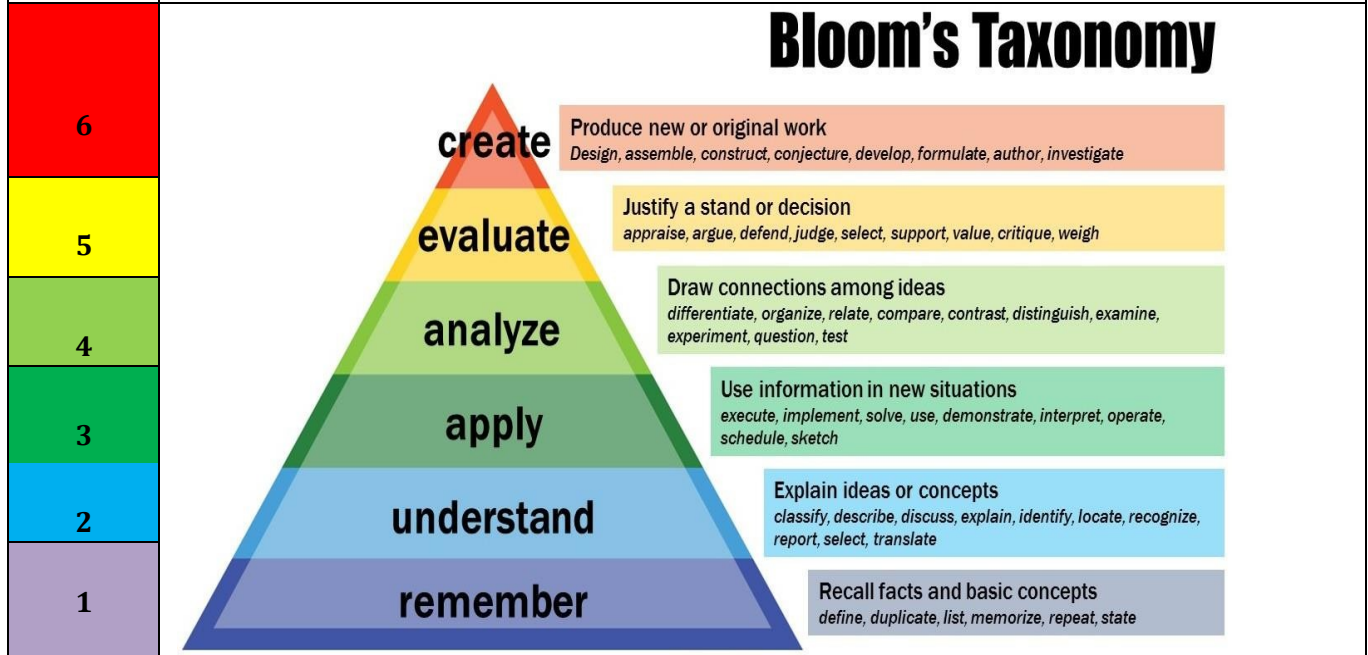 Bloom's Taxonomy
6
create
Produce new or original work
Design, assemble, construct, conjecture, develop, formulate, author, investigate
5
evaluate
Justify a stand or decision
appraise, argue, defend, judge, select, support, value, critique, weigh
4
analyze
Draw connections among ideas
differentiate, organize, relate, compare, contrast, distinguish, examine,
experiment, question, test
3
apply
Use information in new situations
execute, implement, solve, use, demonstrate, interpret, operate,
schedule, sketch
2
understand
Explain ideas or concepts
classify, describe, discuss, explain, identify, locate, recognize,
report, select, translate
1
remember
Recall facts and basic concepts
define, duplicate, list, memorize, repeat, state